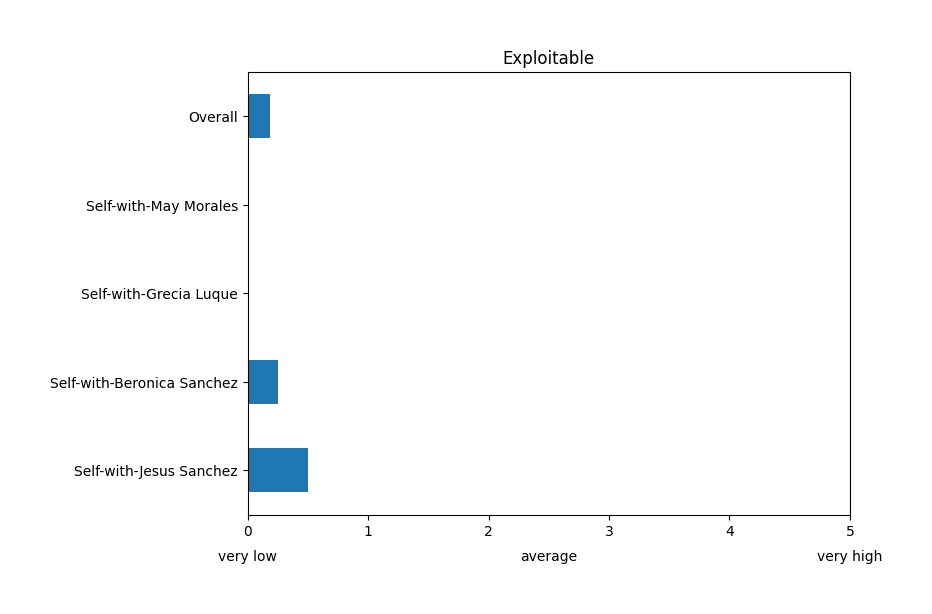 Exploitable
Overall
Self-with-May Morales
Self-with-Grecia Luque
Self-with-Beronica Sanchez
Self-with-Jesus Sanchez
0 1 2 3 4 5
very low average very high